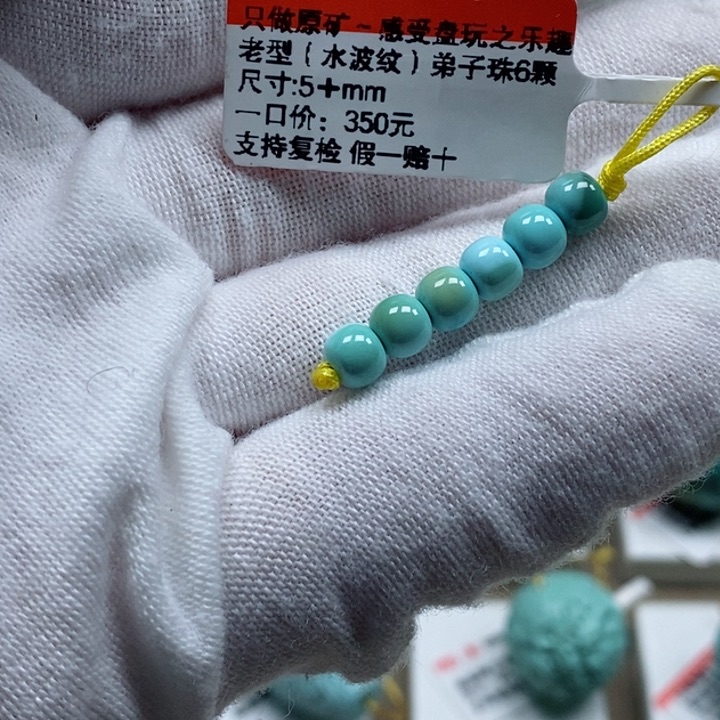 只做原矿~感受盘玩之乐趣
老型(水波纹)弟子珠6颗
尺寸:5+mm
一口价：350元
支持复检 假一赔十